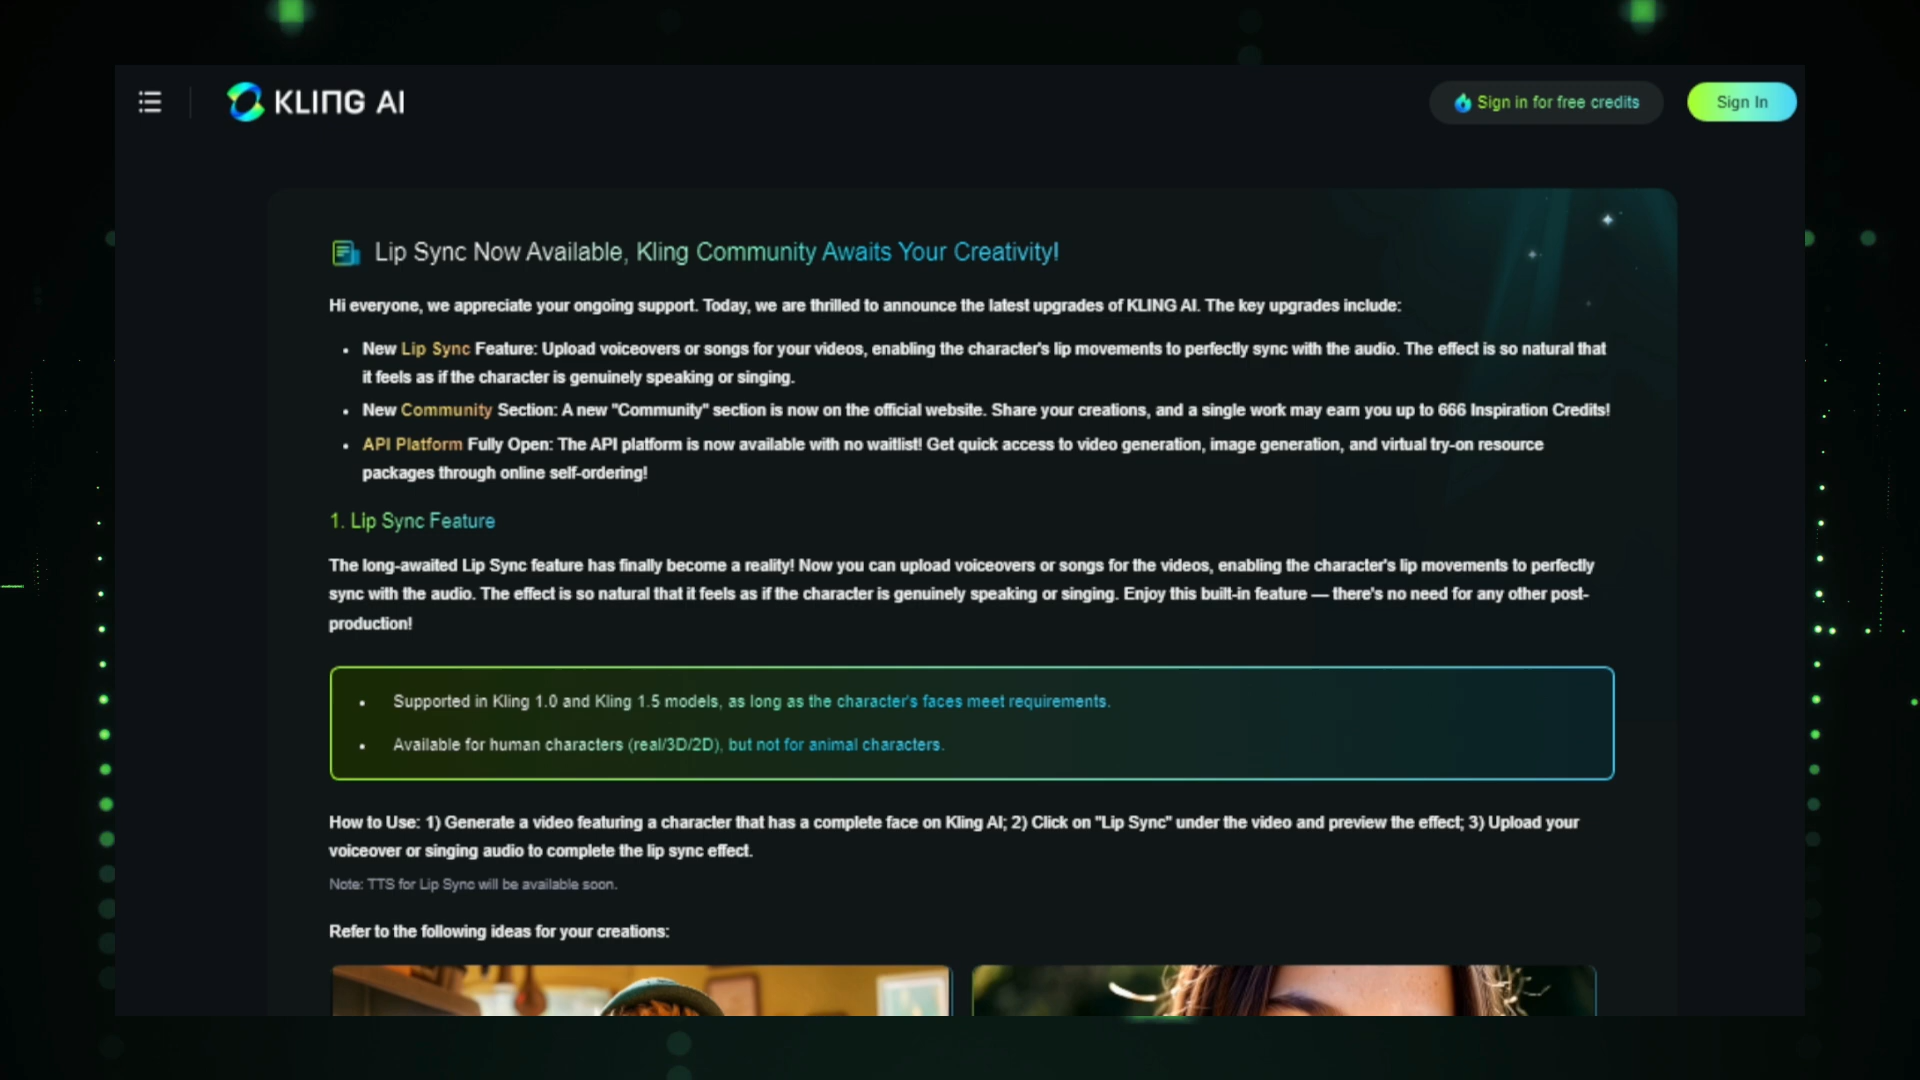 KLING AI
Sign in for free credits
Sign In
Lip Sync Now Available, Kling Community Awaits Your Creativity!
Hi everyone, we appreciate your ongoing support. Today, we are thrilled to announce the latest upgrades of KLING AI. The key upgrades include:
• New Lip Sync Feature: Upload voiceovers or songs for your videos, enabling the character's lip movements to perfectly sync with the audio. The effect is so natural that
it feels as if the character is genuinely speaking or singing.
• New Community Section: A new "Community" section is now on the official website. Share your creations, and a single work may earn you up to 666 Inspiration Credits!
• API Platform Fully Open: The API platform is now available with no waitlist! Get quick access to video generation, image generation, and virtual try-on resource
packages through online self-ordering!
1. Lip Sync Feature
The long-awaited Lip Sync feature has finally become a reality! Now you can upload voiceovers or songs for the videos, enabling the character's lip movements to perfectly
sync with the audio. The effect is so natural that it feels as if the character is genuinely speaking or singing. Enjoy this built-in feature — there's no need for any other post-
production!
• Supported in Kling 1.0 and Kling 1.5 models, as long as the character's faces meet requirements.
• Available for human characters (real/3D/2D), but not for animal characters.
How to Use: 1) Generate a video featuring a character that has a complete face on Kling AI; 2) Click on "Lip Sync" under the video and preview the effect; 3) Upload your
voiceover or singing audio to complete the lip sync effect.
Note: TTS for Lip Sync will be available soon.
Refer to the following ideas for your creations: